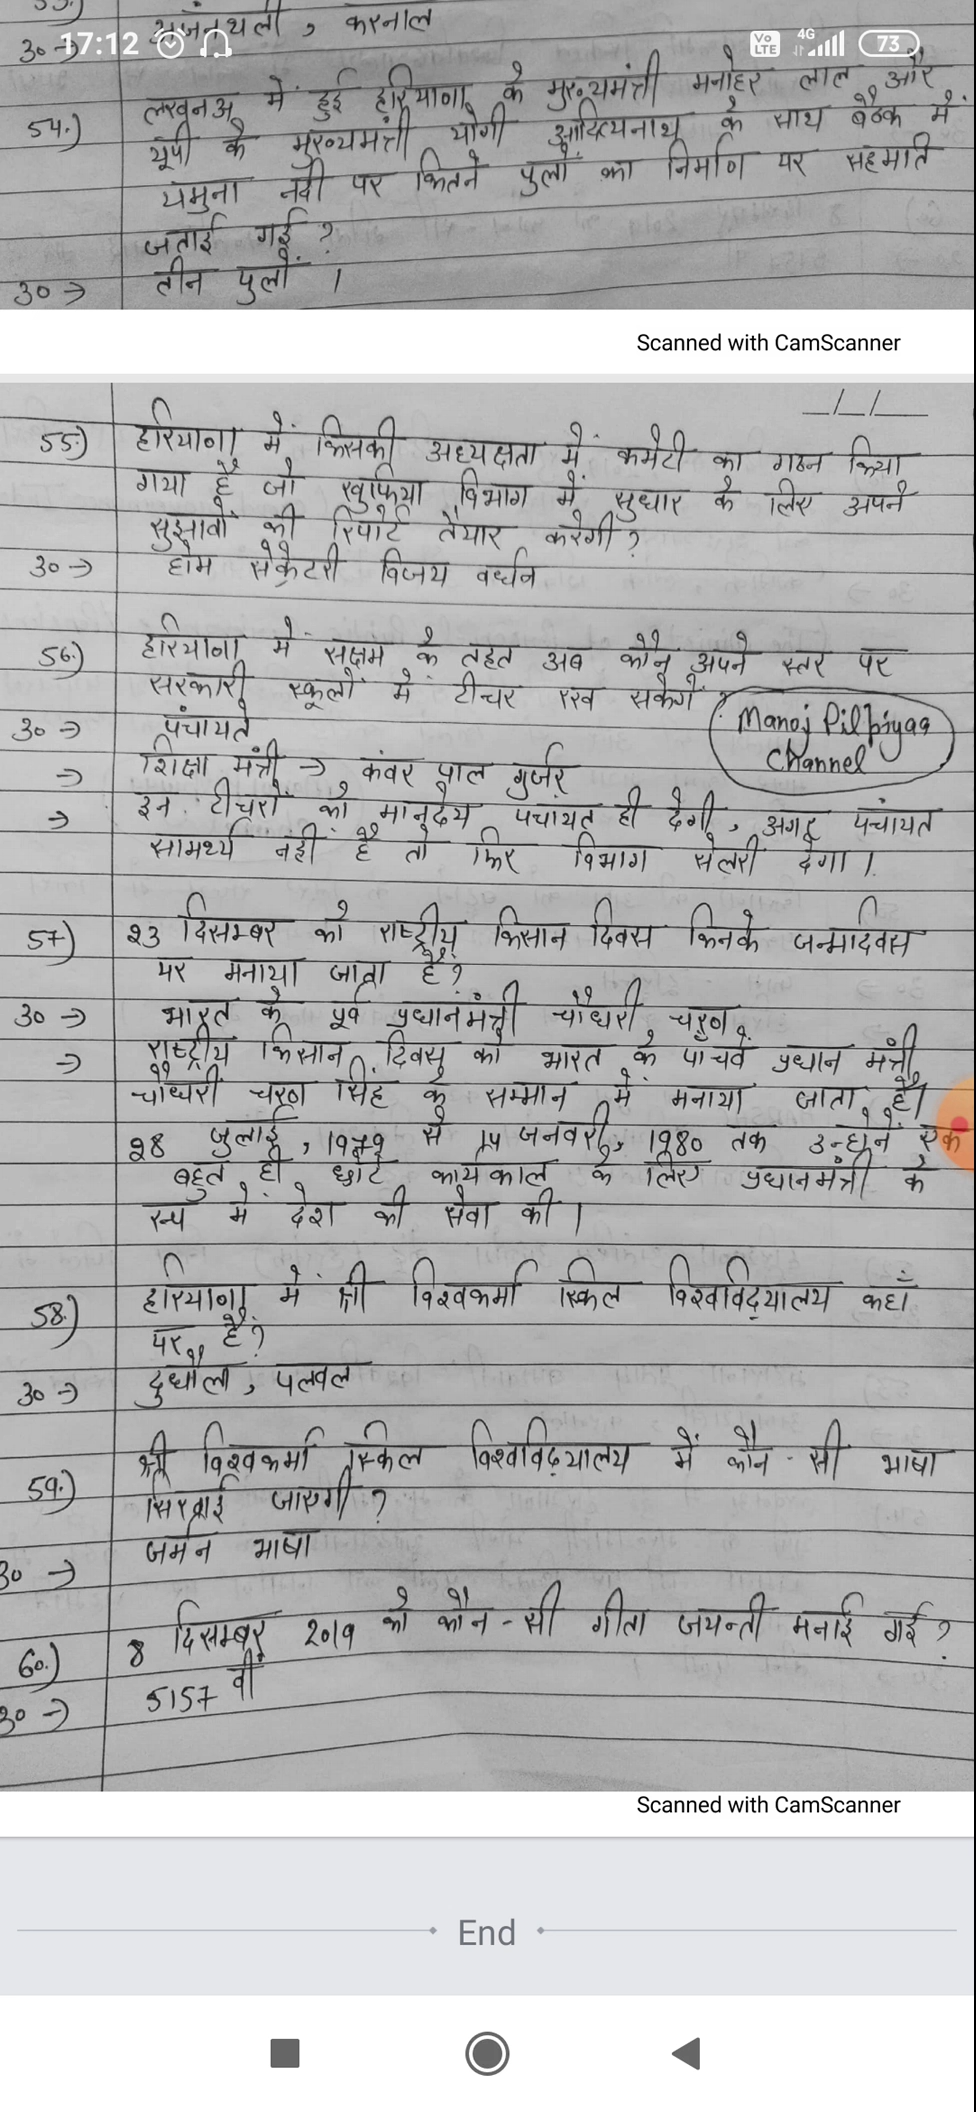 30 → अंजनथली, करनाल
17:12 Vo LTE 4G 73
54.) लखनऊ में हुई हरियाणा के मुख्यमंत्री मनोहर लाल और
यूपी के मुख्यमंत्री योगी आदित्यनाथ के साथ बैठक में
यमुना नदी पर कितने पुलों का निर्माण पर सहमति
जताई गई ?
30 → तीन पुलों ।
Scanned with CamScanner
_/_/_
55.) हरियाणा में किसकी अध्यक्षता में कमेटी का गठन किया
गया है जो खुफिया विभाग में सुधार के लिए अपने
सुझावों की रिपोर्ट तैयार करेगी ?
30 → होम सेक्रेटरी विजय वर्धन
56.) हरियाणा में सक्षम के तहत अब कौन अपने स्तर पर
सरकारी स्कूलों में टीचर रख सकेंगे ?
30 → पंचायतें
Manoj Pilhiyaa
Channel
→ शिक्षा मंत्री → कंवर पाल गुर्जर
→ इन टीचरों को मानदेय पंचायत ही देगी, अगर पंचायत
सामर्थ्य नहीं है तो फिर विभाग सेलरी देगा ।
57) 23 दिसम्बर को राष्ट्रीय किसान दिवस किनके जन्मदिवस
पर मनाया जाता है ?
30 → भारत के पूर्व प्रधानमंत्री चौधरी चरण
→ राष्ट्रीय किसान दिवस को भारत के पांचवें प्रधान मंत्री
चौधरी चरण सिंह के सम्मान में मनाया जाता है।
28 जुलाई, 1979 से 14 जनवरी, 1980 तक उन्होंने एक
बहुत ही छोटे कार्यकाल के लिए प्रधानमंत्री के
रूप में देश की सेवा की ।
58.) हरियाणा में श्री विश्वकर्मा स्किल विश्वविद्यालय कहाँ
पर है ?
30 → दुधौला, पलवल
59.) श्री विश्वकर्मा स्किल विश्वविद्यालय में कौन - सी भाषा
सिखाई जाएगी ?
30 → जर्मन भाषा
60.) 8 दिसम्बर 2019 को कौन - सी गीता जयन्ती मनाई गई ?
30 → 5157 वीं
Scanned with CamScanner
End